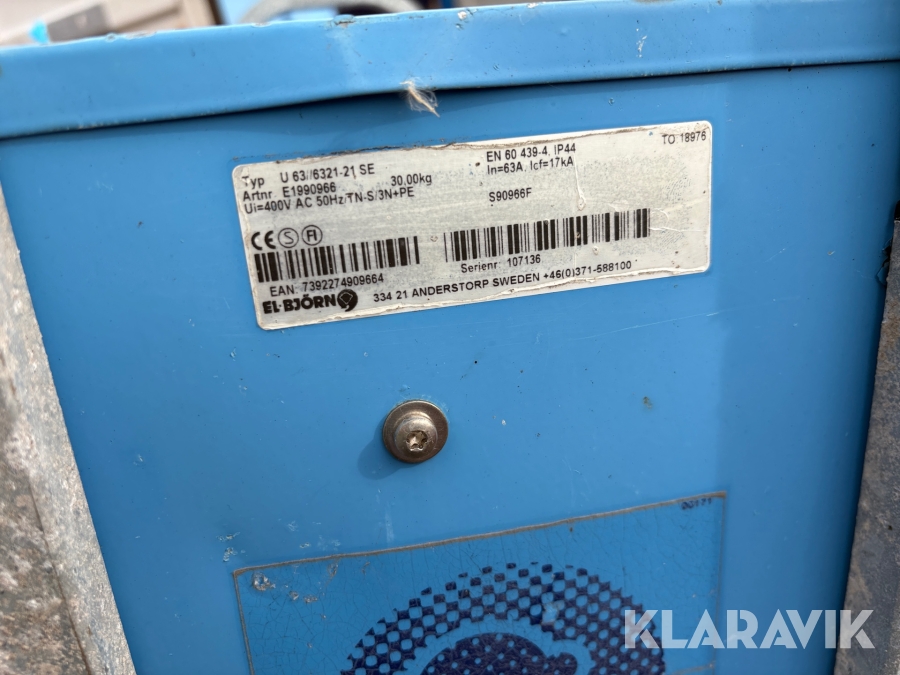 Typ U 63//6321-21 SE EN 60 439-4, IP44 TO 18976
Artnr E1990966 30,00kg In=63A, Icf=17kA
Ui=400V AC 50Hz/TN-S/3N+PE S90966F
CE S FI
EAN: 7392274909664 Serienr: 107136
EL-BJÖRN 334 21 ANDERSTORP SWEDEN +46(0)371-588100
KLARAVIK